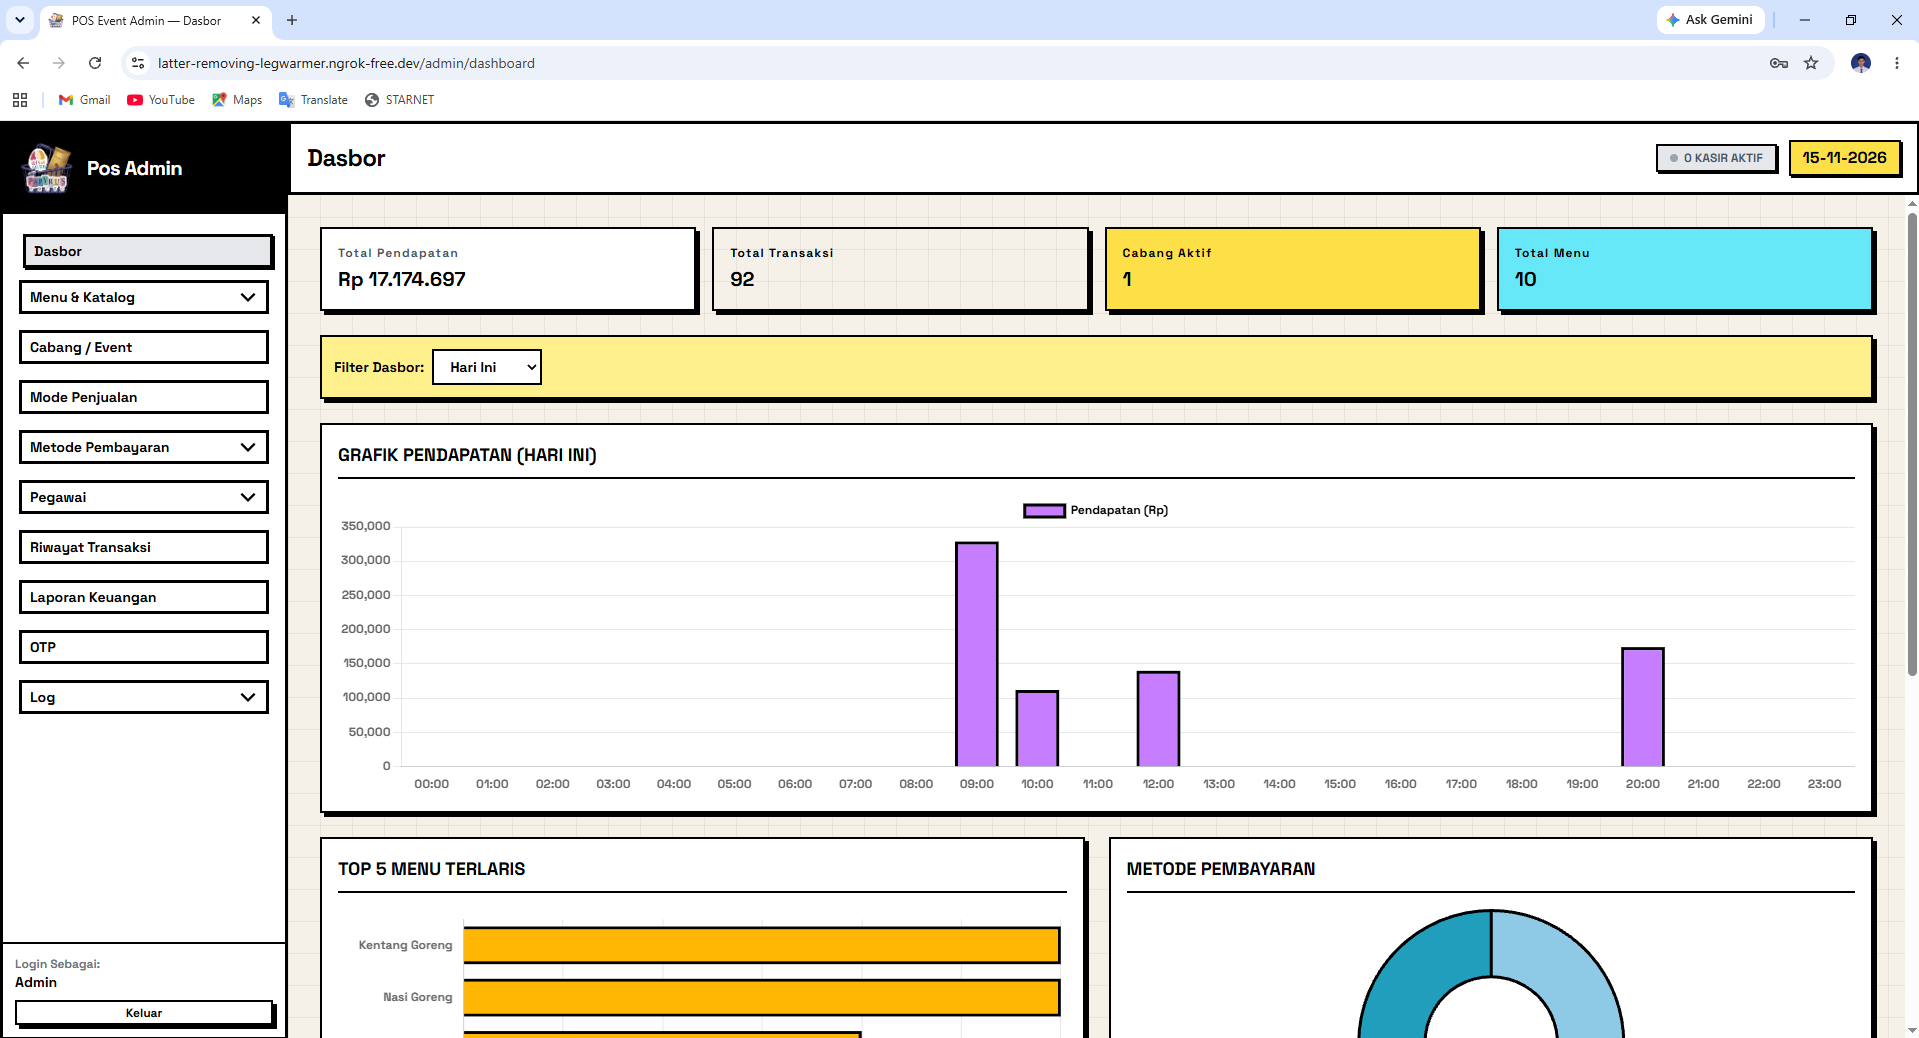 POS Event Admin — Dasbor
Ask Gemini
latter-removing-legwarmer.ngrok-free.dev/admin/dashboard
Gmail
YouTube
Maps
Translate
STARNET
Pos Admin
Dasbor
0 KASIR AKTIF
15-11-2026
Dasbor
Menu & Katalog
Cabang / Event
Mode Penjualan
Metode Pembayaran
Pegawai
Riwayat Transaksi
Laporan Keuangan
OTP
Log
Login Sebagai:
Admin
Keluar
Total Pendapatan
Rp 17.174.697
Total Transaksi
92
Cabang Aktif
1
Total Menu
10
Filter Dasbor:
Hari Ini
GRAFIK PENDAPATAN (HARI INI)
Pendapatan (Rp)
350,000
300,000
250,000
200,000
150,000
100,000
50,000
0
00:00 01:00 02:00 03:00 04:00 05:00 06:00 07:00 08:00 09:00 10:00 11:00 12:00 13:00 14:00 15:00 16:00 17:00 18:00 19:00 20:00 21:00 22:00 23:00
TOP 5 MENU TERLARIS
Kentang Goreng
Nasi Goreng
METODE PEMBAYARAN